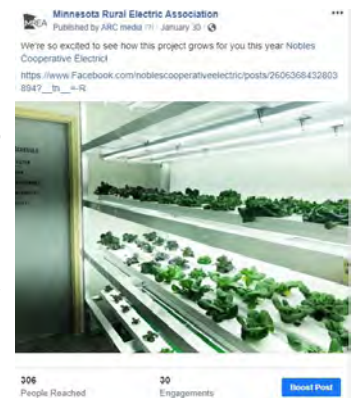 Minnesota Rural Electric Association
Published by ARC media · January 30 ·
We're so excited to see how this project grows for you this year Nobles
Cooperative Electric!
https://www.Facebook.com/noblescooperativeelectric/posts/2606368432803
894?__tn__=-R
306
30
People Reached
Engagements
Boost Post